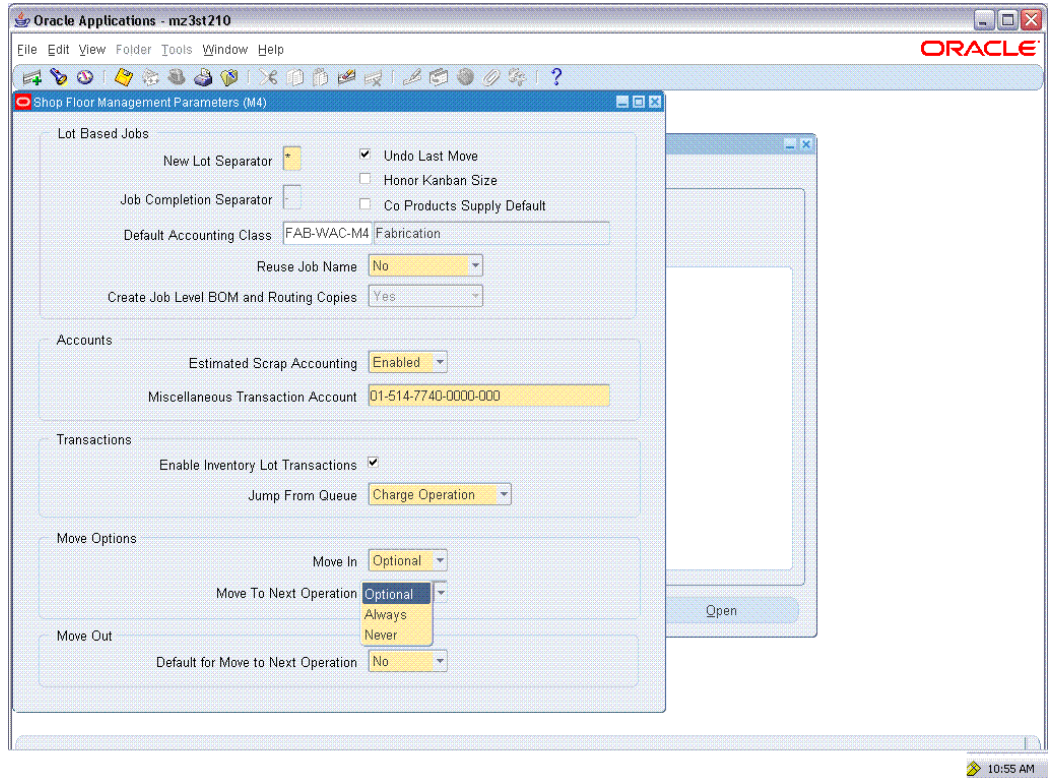 Oracle Applications - mz3st210
File Edit View Folder Tools Window Help
ORACLE
?
Shop Floor Management Parameters (M4)
Lot Based Jobs
New Lot Separator *
Undo Last Move
Honor Kanban Size
Job Completion Separator -
Co Products Supply Default
Default Accounting Class FAB-WAC-M4 Fabrication
Reuse Job Name No
Create Job Level BOM and Routing Copies Yes
Accounts
Estimated Scrap Accounting Enabled
Miscellaneous Transaction Account 01-514-7740-0000-000
Transactions
Enable Inventory Lot Transactions
Jump From Queue Charge Operation
Move Options
Move In Optional
Move To Next Operation Optional
Always
Never
Open
Move Out
Default for Move to Next Operation No
10:55 AM